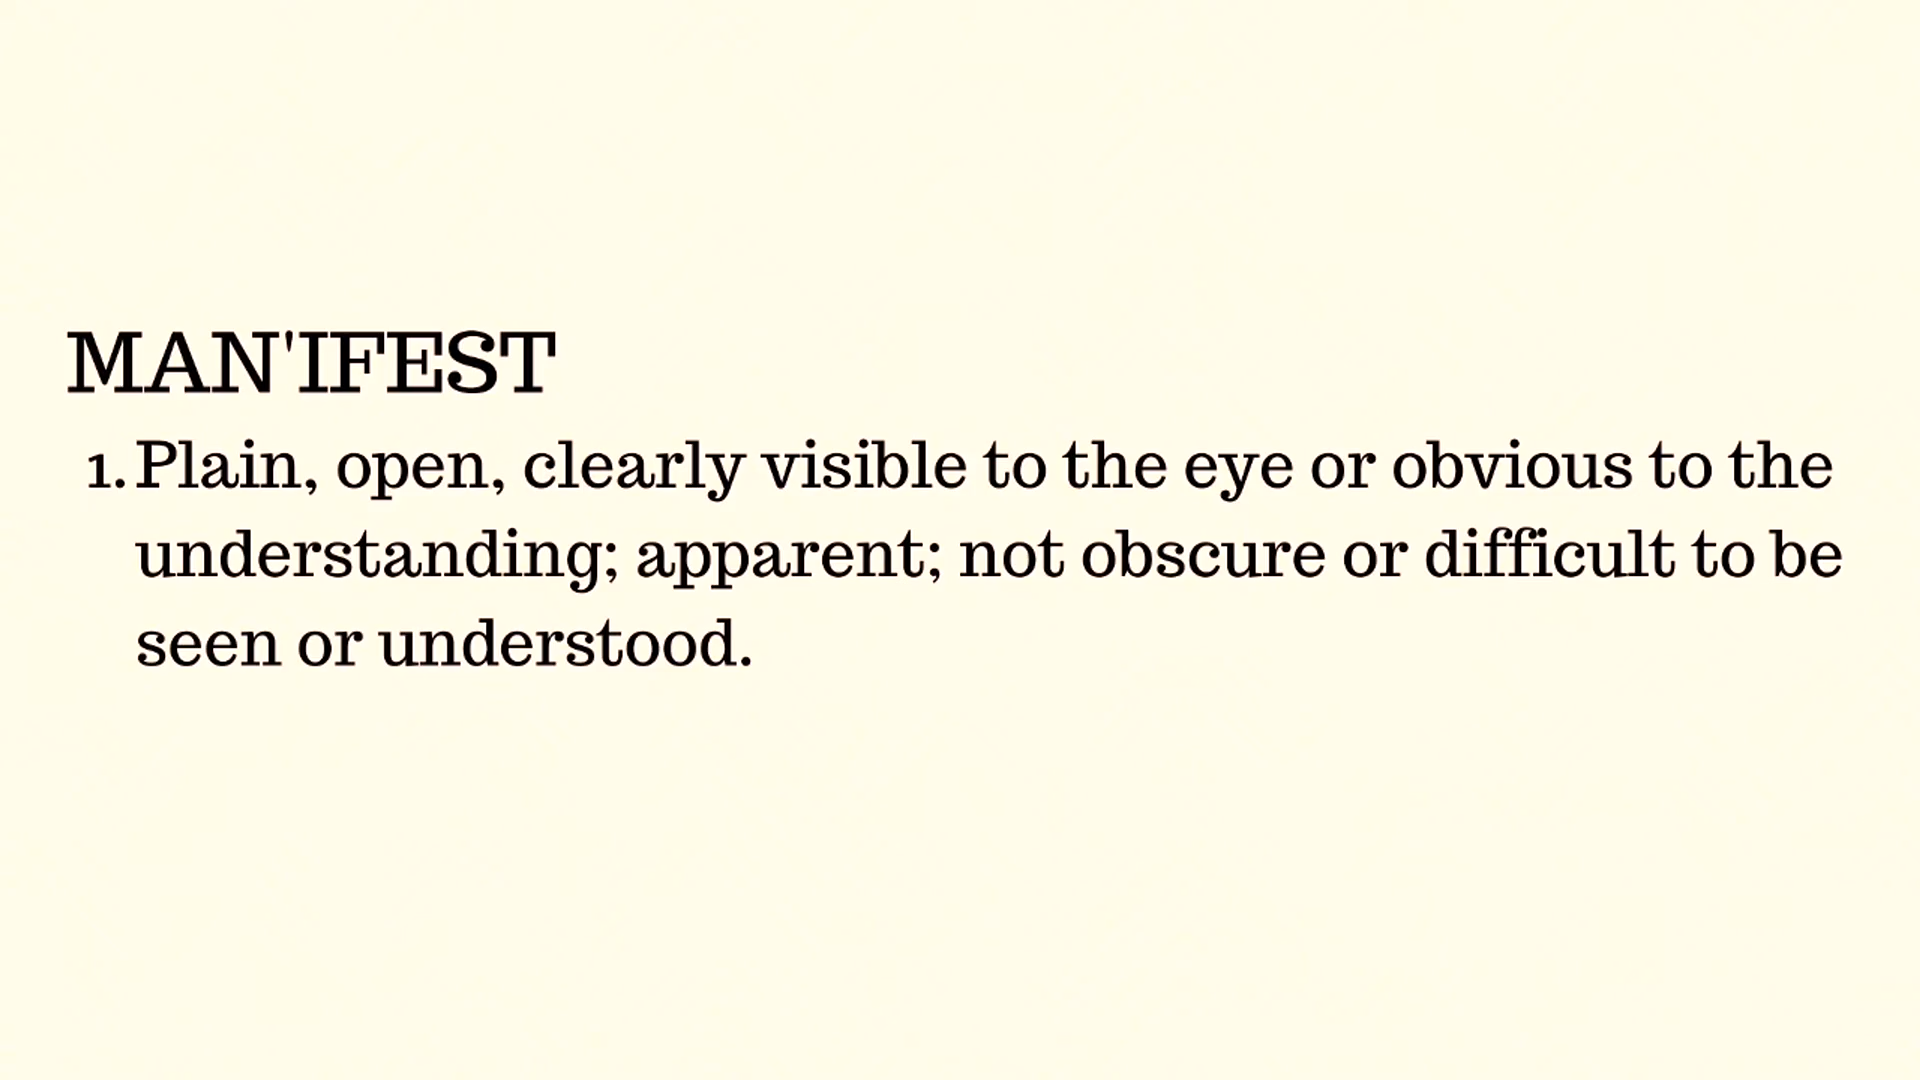 MAN'IFEST
1. Plain, open, clearly visible to the eye or obvious to the
understanding; apparent; not obscure or difficult to be
seen or understood.